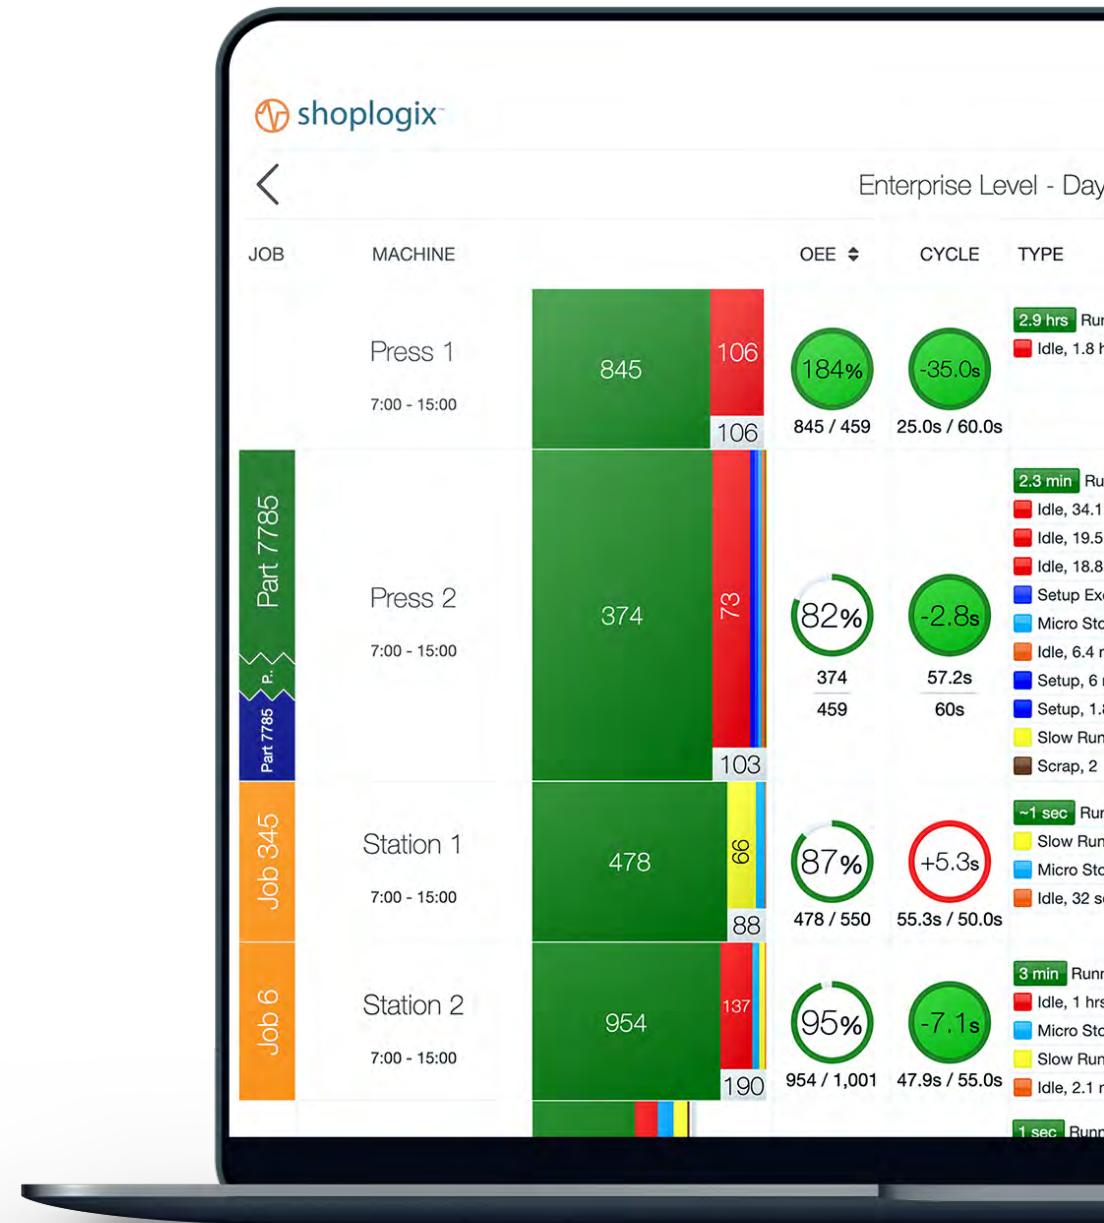 shoplogix™
Enterprise Level - Day
JOB MACHINE OEE CYCLE TYPE
Press 1
7:00 - 15:00
845
106
106
184%
845 / 459
-35.0s
25.0s / 60.0s
2.9 hrs
Idle, 1.8
Part 7785
P..
Part 7785
Press 2
7:00 - 15:00
374
73
103
82%
374
459
-2.8s
57.2s
60s
2.3 min
Idle, 34.1
Idle, 19.5
Idle, 18.8
Setup
Micro
Idle, 6.4
Setup, 6
Setup, 1.8
Slow Run
Scrap, 2
Job 345
Station 1
7:00 - 15:00
478
66
88
87%
478 / 550
+5.3s
55.3s / 50.0s
~1 sec
Slow Run
Micro
Idle, 32
Job 6
Station 2
7:00 - 15:00
954
137
190
95%
954 / 1,001
-7.1s
47.9s / 55.0s
3 min
Idle, 1 hrs
Micro
Slow Run
Idle, 2.1
1 sec